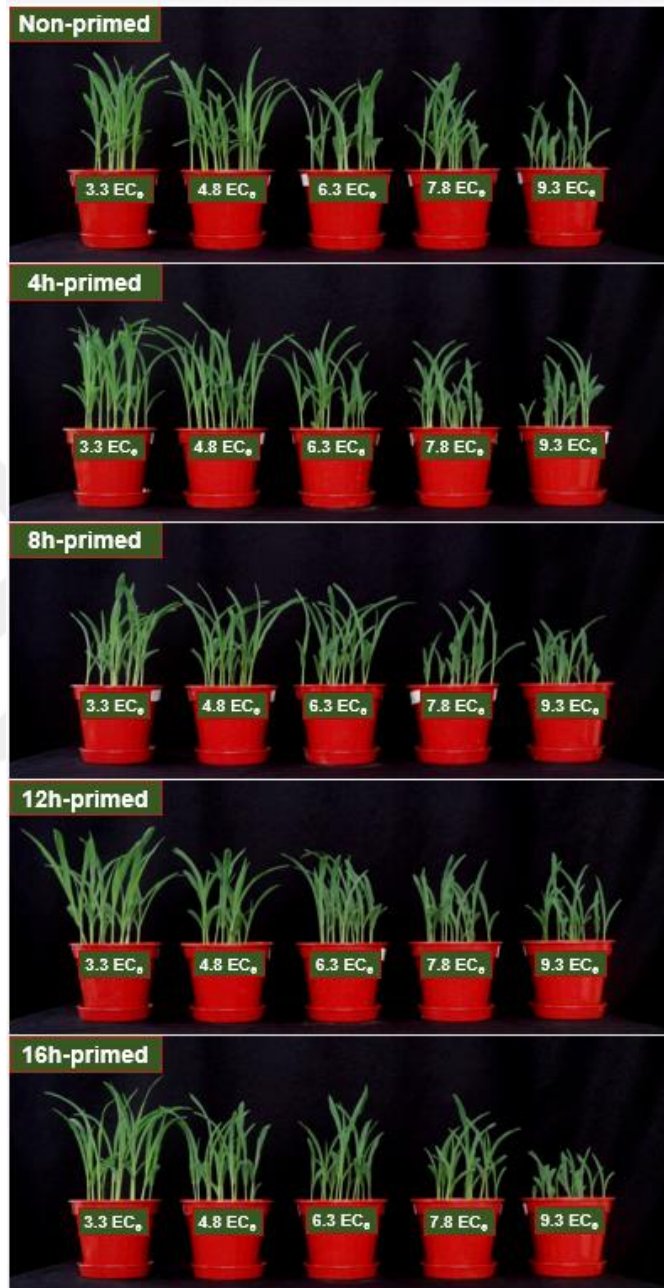 Non-primed
3.3 ECₑ
4.8 ECₑ
6.3 ECₑ
7.8 ECₑ
9.3 ECₑ
4h-primed
3.3 ECₑ
4.8 ECₑ
6.3 ECₑ
7.8 ECₑ
9.3 ECₑ
8h-primed
3.3 ECₑ
4.8 ECₑ
6.3 ECₑ
7.8 ECₑ
9.3 ECₑ
12h-primed
3.3 ECₑ
4.8 ECₑ
6.3 ECₑ
7.8 ECₑ
9.3 ECₑ
16h-primed
3.3 ECₑ
4.8 ECₑ
6.3 ECₑ
7.8 ECₑ
9.3 ECₑ